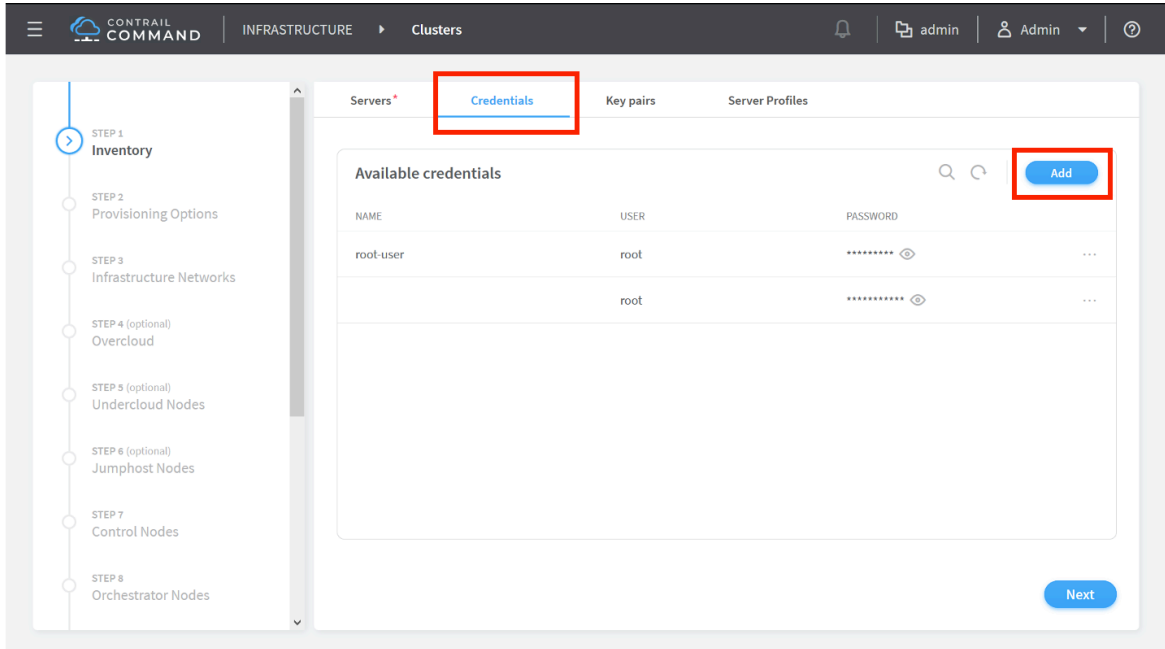 CONTRAIL
COMMAND
INFRASTRUCTURE
Clusters
admin
Admin
STEP 1
Inventory
STEP 2
Provisioning Options
STEP 3
Infrastructure Networks
STEP 4 (optional)
Overcloud
STEP 5 (optional)
Undercloud Nodes
STEP 6 (optional)
Jumphost Nodes
STEP 7
Control Nodes
STEP 8
Orchestrator Nodes
Servers* Credentials Key pairs Server Profiles
Available credentials
Add
NAME USER PASSWORD
root-user root *********
root ***********
Next